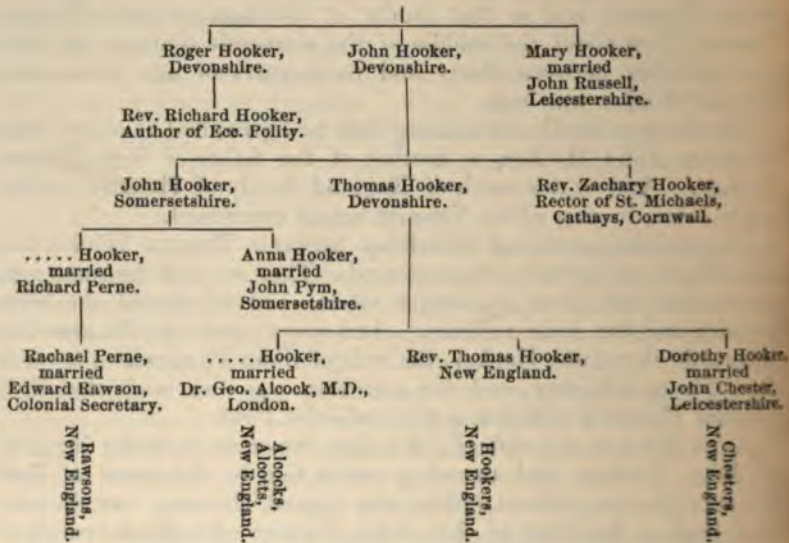 Roger Hooker,
Devonshire.
John Hooker,
Devonshire.
Mary Hooker,
married
John Russell,
Leicestershire.
Rev. Richard Hooker,
Author of Ecc. Polity.
John Hooker,
Somersetshire.
Thomas Hooker,
Devonshire.
Rev. Zachary Hooker,
Rector of St. Michaels,
Cathays, Cornwall.
..... Hooker,
married
Richard Perne.
Anna Hooker,
married
John Pym,
Somersetshire.
Rachael Perne,
married
Edward Rawson,
Colonial Secretary.
..... Hooker,
married
Dr. Geo. Alcock, M.D.,
London.
Rev. Thomas Hooker,
New England.
Dorothy Hooker,
married
John Chester,
Leicestershire.
Rawsons,
New England.
Alcocks,
Alcotts,
New England.
Hookers,
New England.
Chesters,
New England.